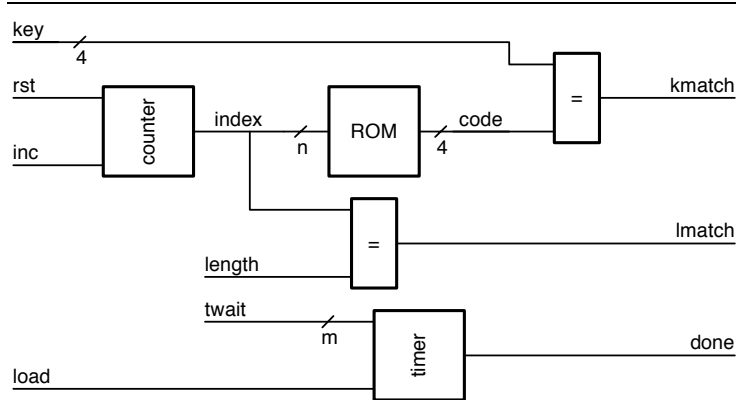 key
4
rst
counter
inc
index
n
ROM
4
code
=
kmatch
=
lmatch
length
twait
m
timer
done
load